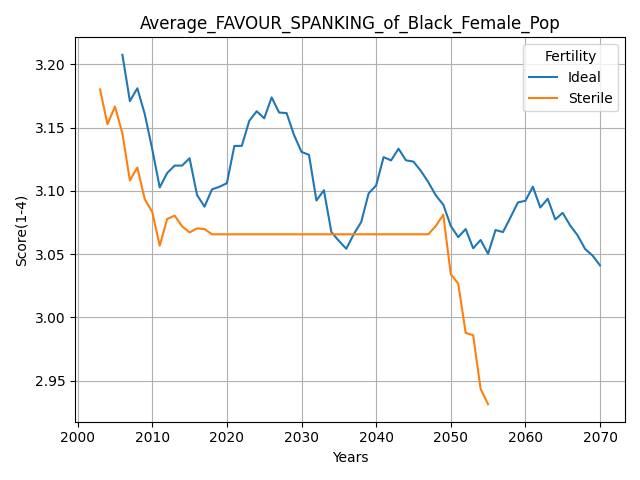 Average_FAVOUR_SPANKING_of_Black_Female_Pop
Fertility
Ideal
Sterile
Score(1-4)
3.20
3.15
3.10
3.05
3.00
2.95
2000
2010
2020
2030
2040
2050
2060
2070
Years